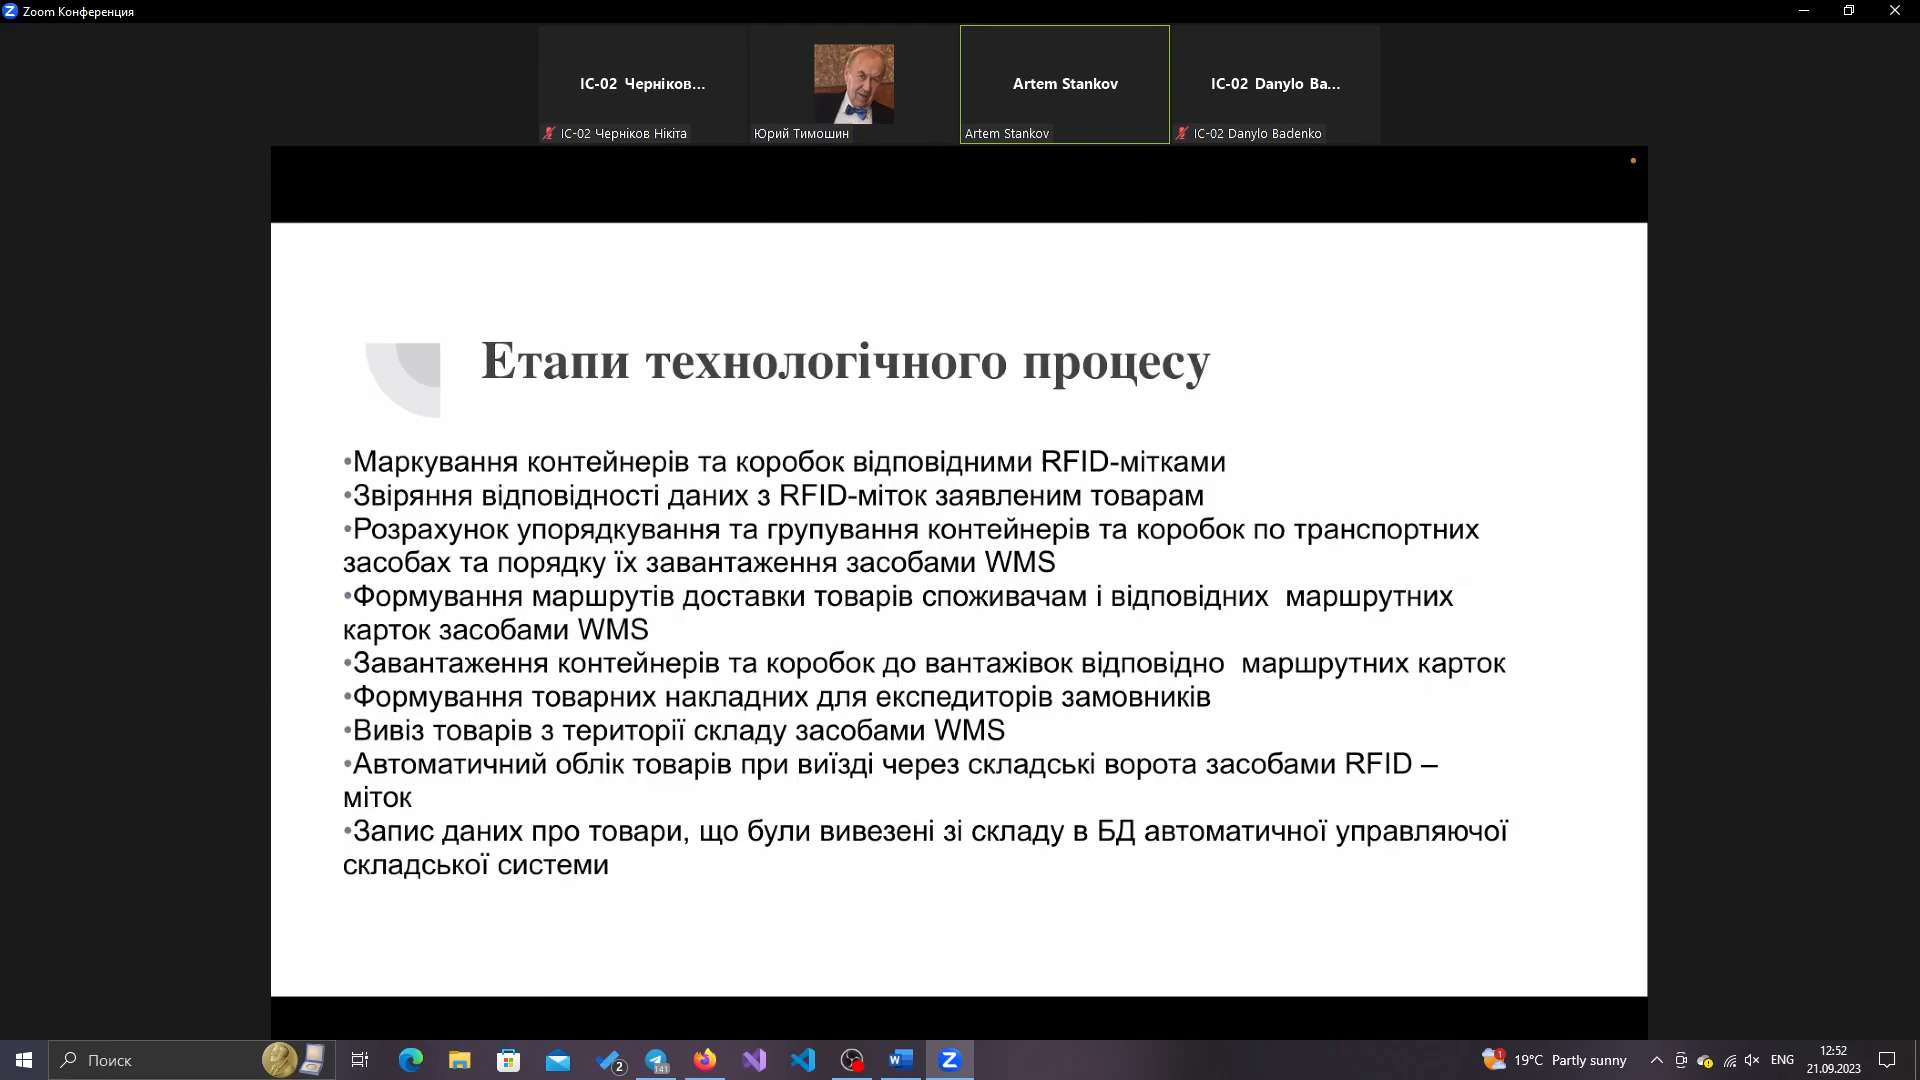 Zoom Конференция
ІС-02 Черніков...
Artem Stankov
IC-02 Danylo Ba...
ІС-02 Черніков Нікіта
Юрий Тимошин
Artem Stankov
IC-02 Danylo Badenko
Етапи технологічного процесу
•Маркування контейнерів та коробок відповідними RFID-мітками
•Звіряння відповідності даних з RFID-міток заявленим товарам
•Розрахунок упорядкування та групування контейнерів та коробок по транспортних
засобах та порядку їх завантаження засобами WMS
•Формування маршрутів доставки товарів споживачам і відповідних маршрутних
карток засобами WMS
•Завантаження контейнерів та коробок до вантажівок відповідно маршрутних карток
•Формування товарних накладних для експедиторів замовників
•Вивіз товарів з території складу засобами WMS
•Автоматичний облік товарів при виїзді через складські ворота засобами RFID –
міток
•Запис даних про товари, що були вивезені зі складу в БД автоматичної управляючої
складської системи
Поиск
2
141
1
19°C Partly sunny
ENG
12:52
21.09.2023